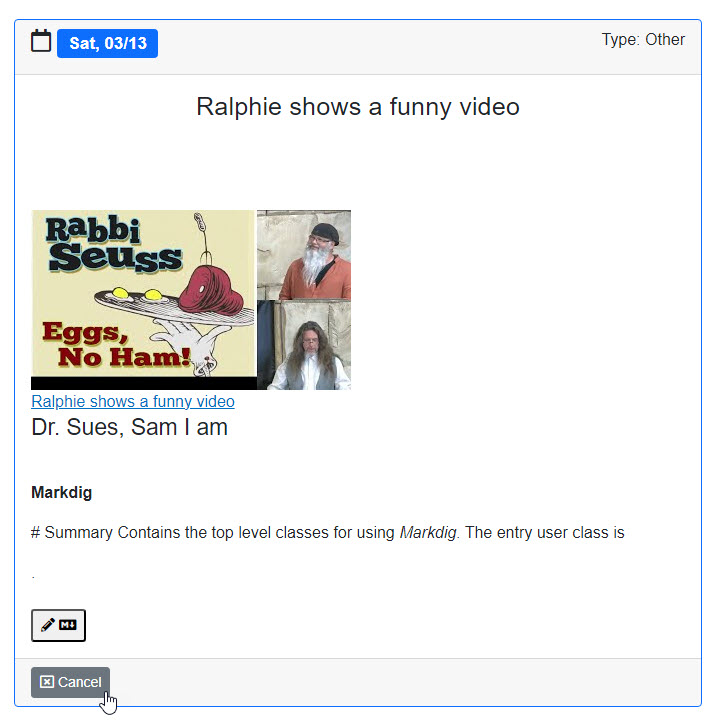 Sat, 03/13
Type: Other
Ralphie shows a funny video
Rabbi
Seuss
Eggs,
No Ham!
Ralphie shows a funny video
Dr. Sues, Sam I am
Markdig
# Summary Contains the top level classes for using Markdig. The entry user class is
.
M
Cancel